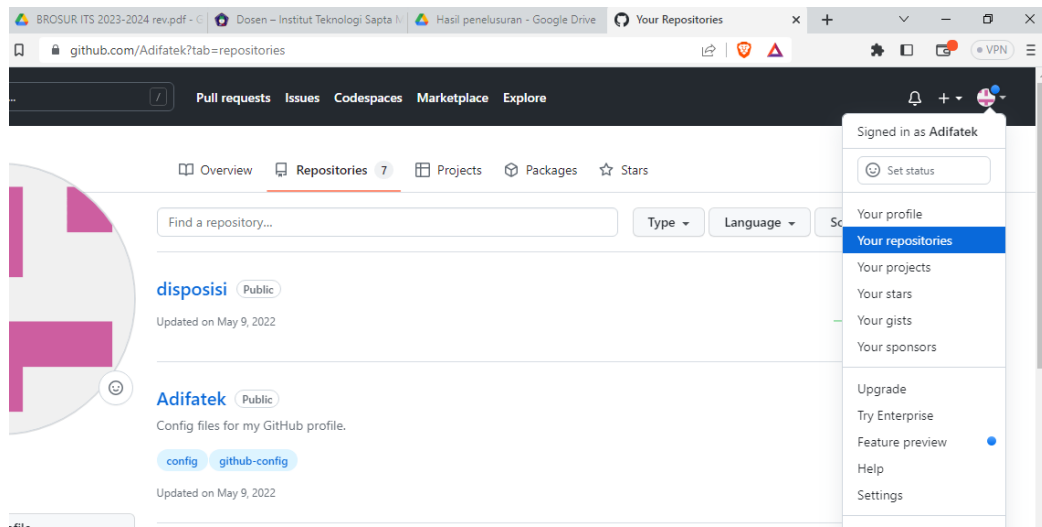 BROSUR ITS 2023-2024 rev.pdf - G
Dosen – Institut Teknologi Sapta M
Hasil penelusuran - Google Drive
Your Repositories
github.com/Adifatek?tab=repositories
VPN
...
/
Pull requests Issues Codespaces Marketplace Explore
Signed in as Adifatek
Set status
Your profile
Your repositories
Your projects
Your stars
Your gists
Your sponsors
Upgrade
Try Enterprise
Feature preview
Help
Settings
Overview Repositories 7 Projects Packages Stars
Find a repository...
Type Language
disposisi Public
Updated on May 9, 2022
Adifatek Public
Config files for my GitHub profile.
config github-config
Updated on May 9, 2022